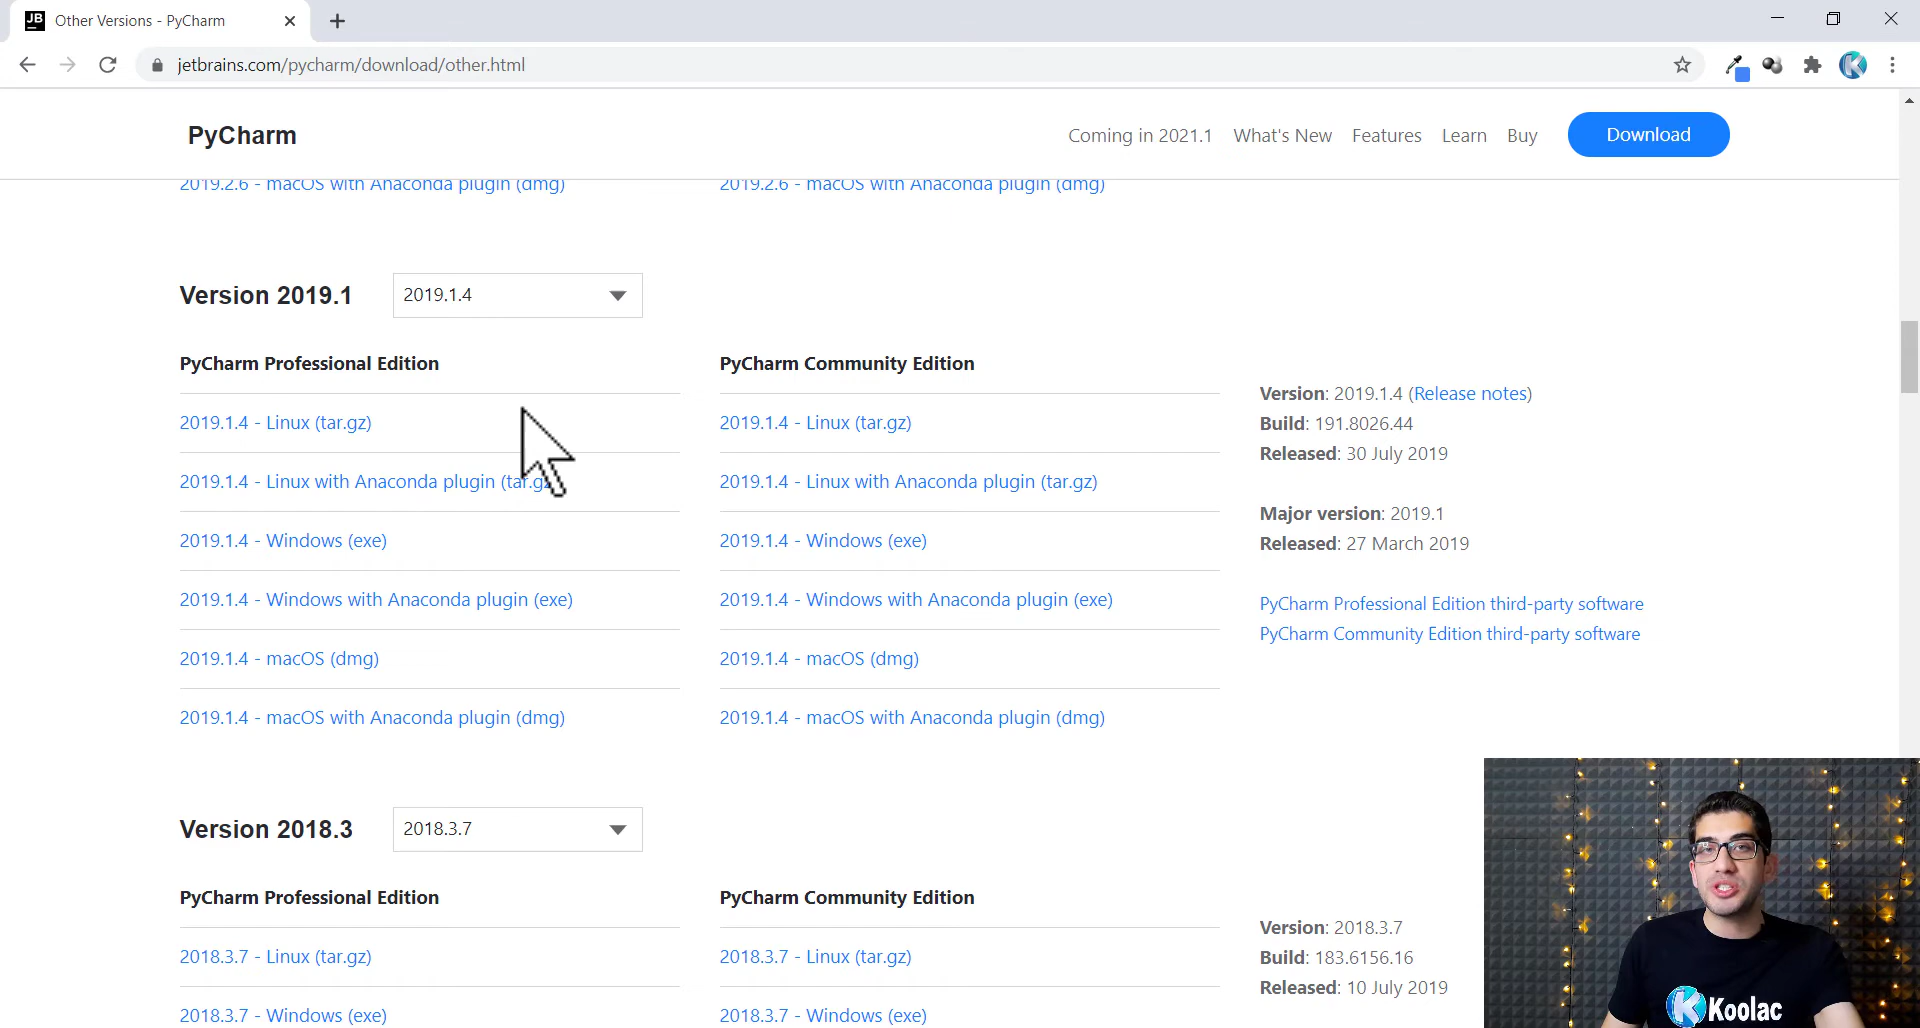 JB Other Versions - PyCharm
jetbrains.com/pycharm/download/other.html
PyCharm
Coming in 2021.1 What's New Features Learn Buy Download
2019.2.6 - macOS with Anaconda plugin (dmg) 2019.2.6 - macOS with Anaconda plugin (dmg)
Version 2019.1 2019.1.4
PyCharm Professional Edition
2019.1.4 - Linux (tar.gz)
2019.1.4 - Linux with Anaconda plugin (tar.gz
2019.1.4 - Windows (exe)
2019.1.4 - Windows with Anaconda plugin (exe)
2019.1.4 - macOS (dmg)
2019.1.4 - macOS with Anaconda plugin (dmg)
PyCharm Community Edition
2019.1.4 - Linux (tar.gz)
2019.1.4 - Linux with Anaconda plugin (tar.gz)
2019.1.4 - Windows (exe)
2019.1.4 - Windows with Anaconda plugin (exe)
2019.1.4 - macOS (dmg)
2019.1.4 - macOS with Anaconda plugin (dmg)
Version: 2019.1.4 (Release notes)
Build: 191.8026.44
Released: 30 July 2019
Major version: 2019.1
Released: 27 March 2019
PyCharm Professional Edition third-party software
PyCharm Community Edition third-party software
Version 2018.3 2018.3.7
PyCharm Professional Edition
2018.3.7 - Linux (tar.gz)
2018.3.7 - Windows (exe)
PyCharm Community Edition
2018.3.7 - Linux (tar.gz)
2018.3.7 - Windows (exe)
Version: 2018.3.7
Build: 183.6156.16
Released: 10 July 2019
Koolac